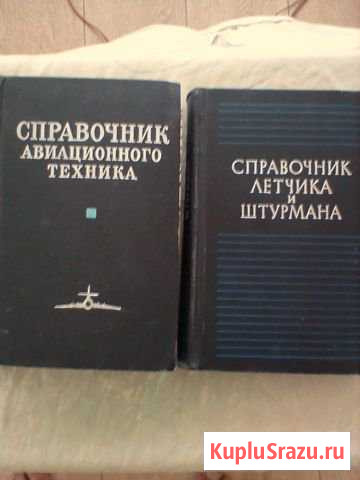 СПРАВОЧНИК
АВИАЦИОННОГО
ТЕХНИКА
СПРАВОЧНИК
ЛЕТЧИКА
И
ШТУРМАНА
KupluSrazu.ru